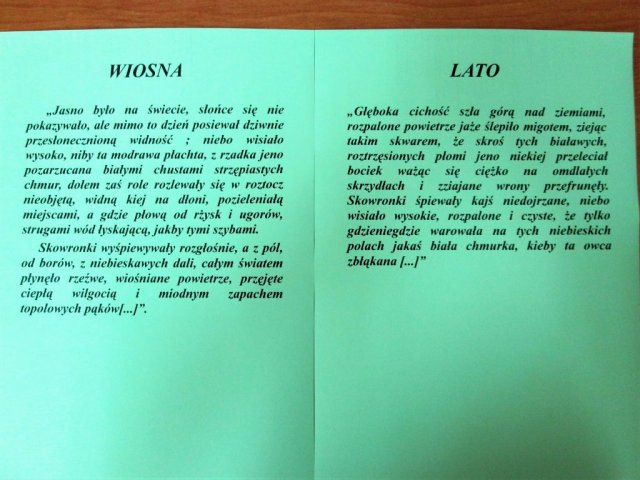 WIOSNA
„Jasno było na świecie, słońce się nie
pokazywało, ale mimo to dzień posiewał dziwnie
przesłonecznioną widność ; niebo wisiało
wysoko, niby ta modrawa płachta, z rzadka jeno
pozarzucana białymi chustami strzępiastych
chmur, dołem zaś role rozlewały się w roztocz
nieobjętą, widną kiej na dłoni, pozieleniałą
miejscami, a gdzie płową od rżysk i ugorów,
strugami wód łyskającą, jakby tymi szybami.
Skowronki wyśpiewywały rozgłośnie, a z pól,
od borów, z niebieskawych dali, całym światem
płynęło rzeźwe, wiośniane powietrze, przejęte
ciepłą wilgocią i miodnym zapachem
topolowych pąków[...]”.
LATO
„Głęboka cichość szła górą nad ziemiami,
rozpalone powietrze jaże ślepiło migotem, ziejąc
takim skwarem, że skroś tych białawych,
roztrzęsionych płomi jeno niekiej przeleciał
bociek ważąc się ciężko na omdlałych
skrzydłach i zziajane wrony przefrunęły.
Skowronki śpiewały kajś niedojrzane, niebo
wisiało wysokie, rozpalone i czyste, że tylko
gdzieniegdzie warowała na tych niebieskich
polach jakaś biała chmurka, kieby ta owca
zbłąkana [...]”